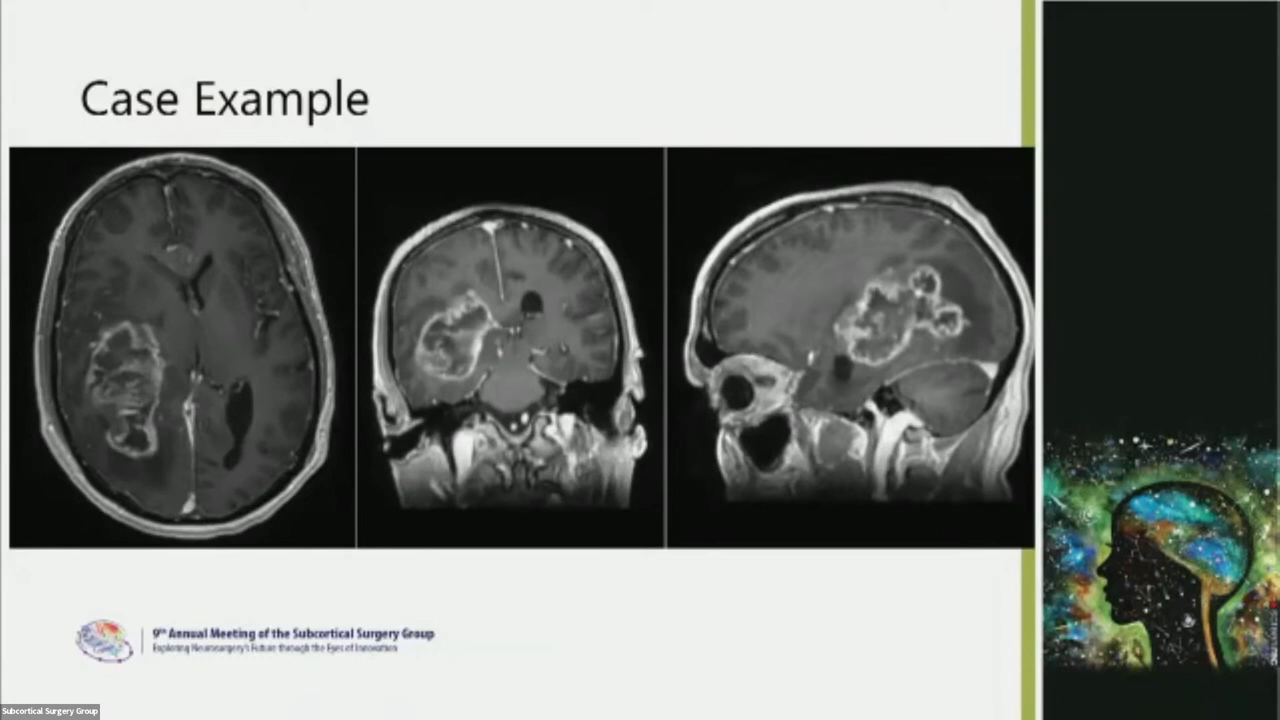 Case Example
9th Annual Meeting of the Subcortical Surgery Group
Exploring Neurosurgery's Future through the Eyes of Innovation
Subcortical Surgery Group